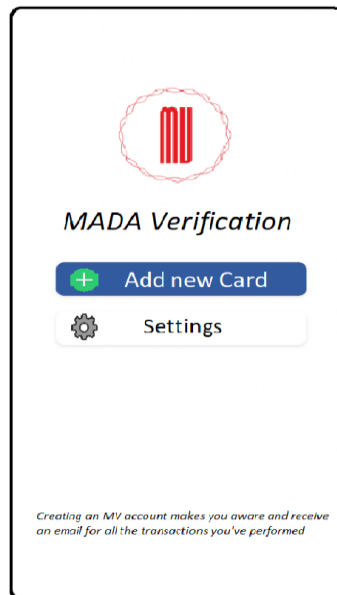 MV
MADA Verification
Add new Card
Settings
Creating an MV account makes you aware and receive
an email for all the transactions you've performed